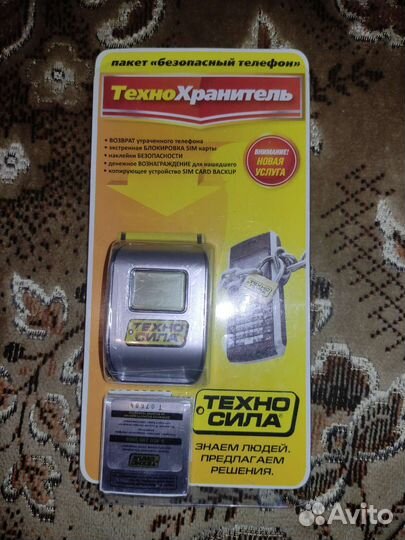 пакет «безопасный телефон»
ТехноХранитель
• ВОЗВРАТ утраченного телефона
• экстренная БЛОКИРОВКА SIM карты
• наклейки БЕЗОПАСНОСТИ
• денежное ВОЗНАГРАЖДЕНИЕ для нашедшего
• копирующее устройство SIM CARD BACKUP
ВНИМАНИЕ!
НОВАЯ
УСЛУГА
ТЕХНО
СИЛА
ТЕХНО
СИЛА
ЗНАЕМ ЛЮДЕЙ.
ПРЕДЛАГАЕМ
РЕШЕНИЯ.
Avito